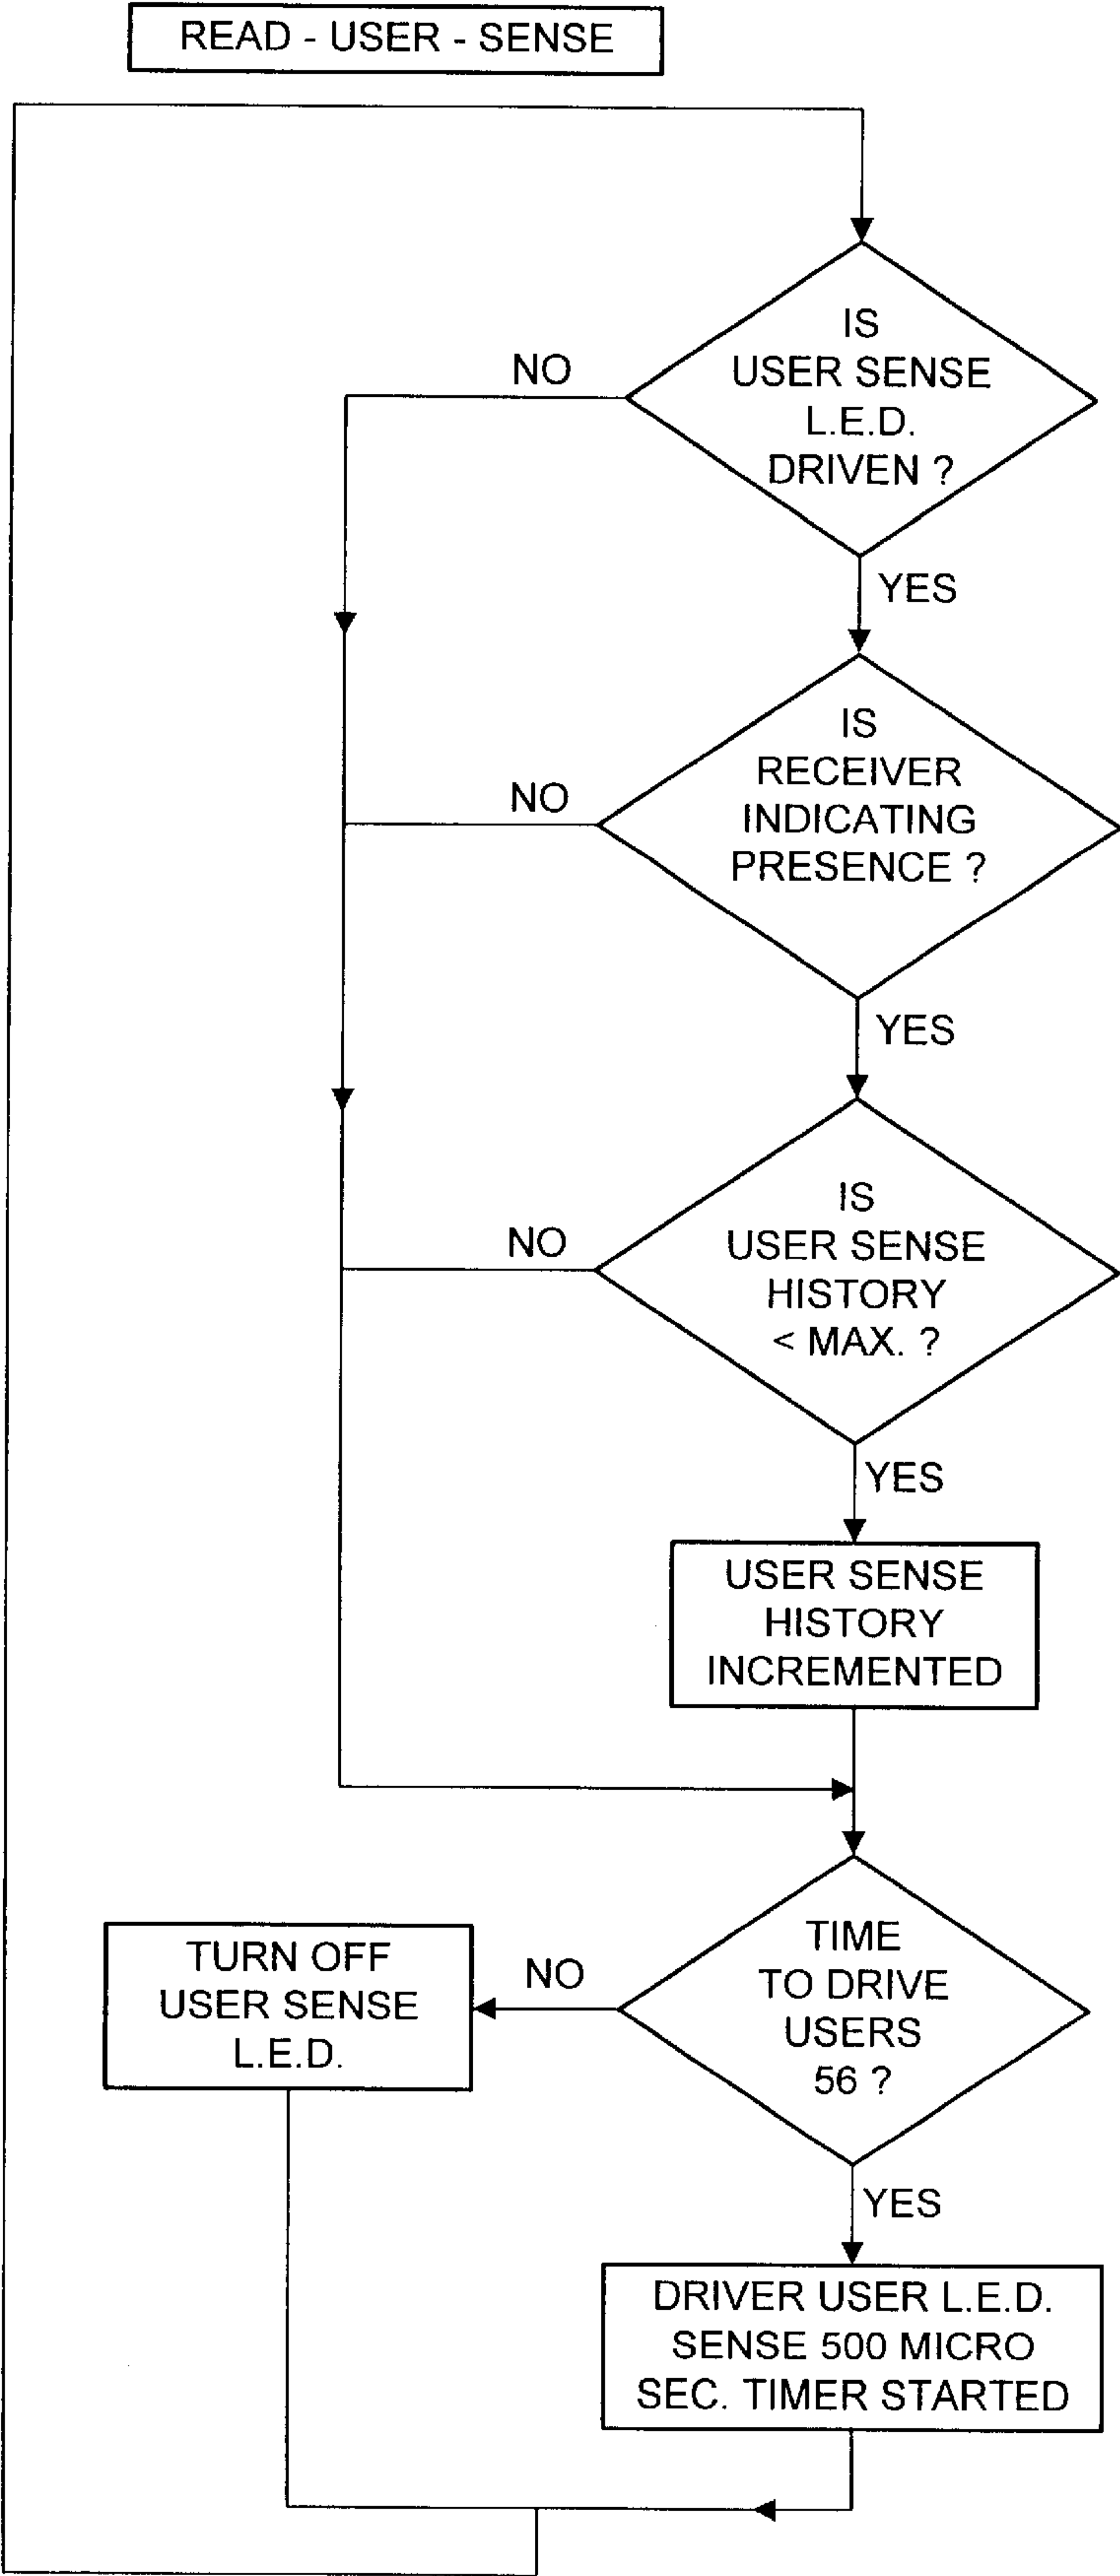 READ - USER - SENSE
IS
USER SENSE
L.E.D.
DRIVEN ?
NO
YES
IS
RECEIVER
INDICATING
PRESENCE ?
NO
YES
IS
USER SENSE
HISTORY
< MAX. ?
NO
YES
USER SENSE
HISTORY
INCREMENTED
TIME
TO DRIVE
USERS
56 ?
NO
TURN OFF
USER SENSE
L.E.D.
YES
DRIVER USER L.E.D.
SENSE 500 MICRO
SEC. TIMER STARTED